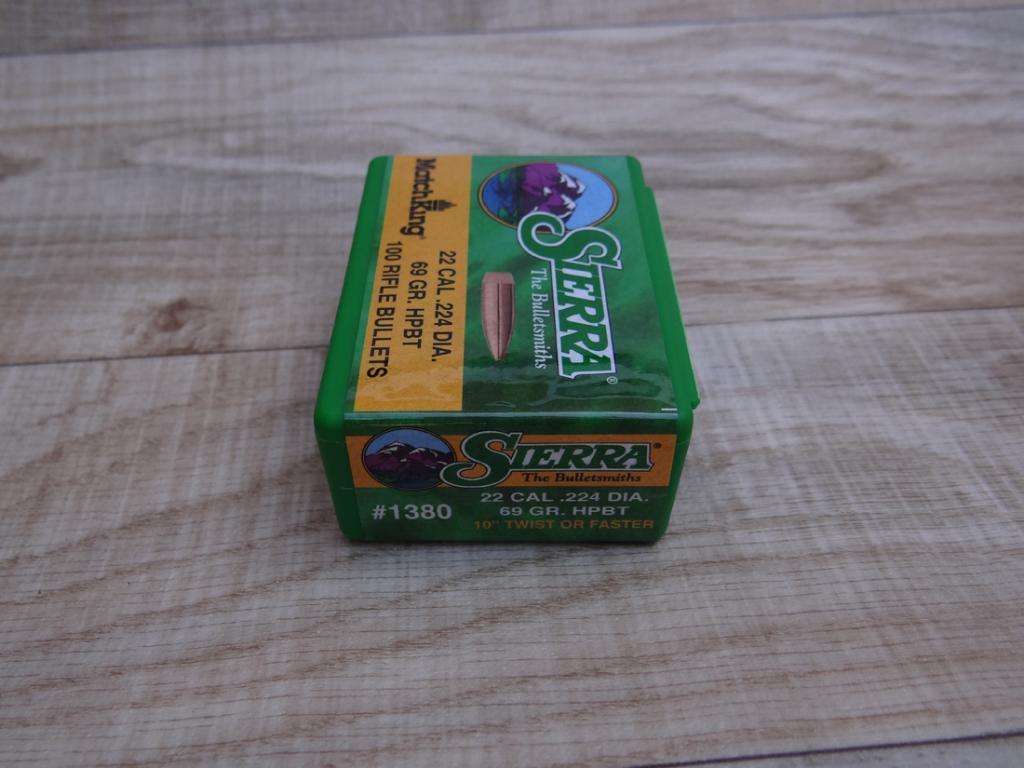 SIERRA®
The Bulletsmiths
MatchKing®
22 CAL .224 DIA.
69 GR. HPBT
100 RIFLE BULLETS
SIERRA®
The Bulletsmiths
#1380
22 CAL .224 DIA.
69 GR. HPBT
10" TWIST OR FASTER